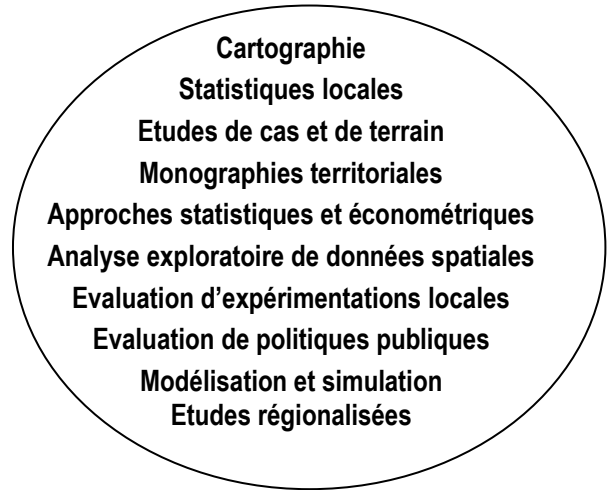 Cartographie
Statistiques locales
Etudes de cas et de terrain
Monographies territoriales
Approches statistiques et économétriques
Analyse exploratoire de données spatiales
Evaluation d'expérimentations locales
Evaluation de politiques publiques
Modélisation et simulation
Etudes régionalisées